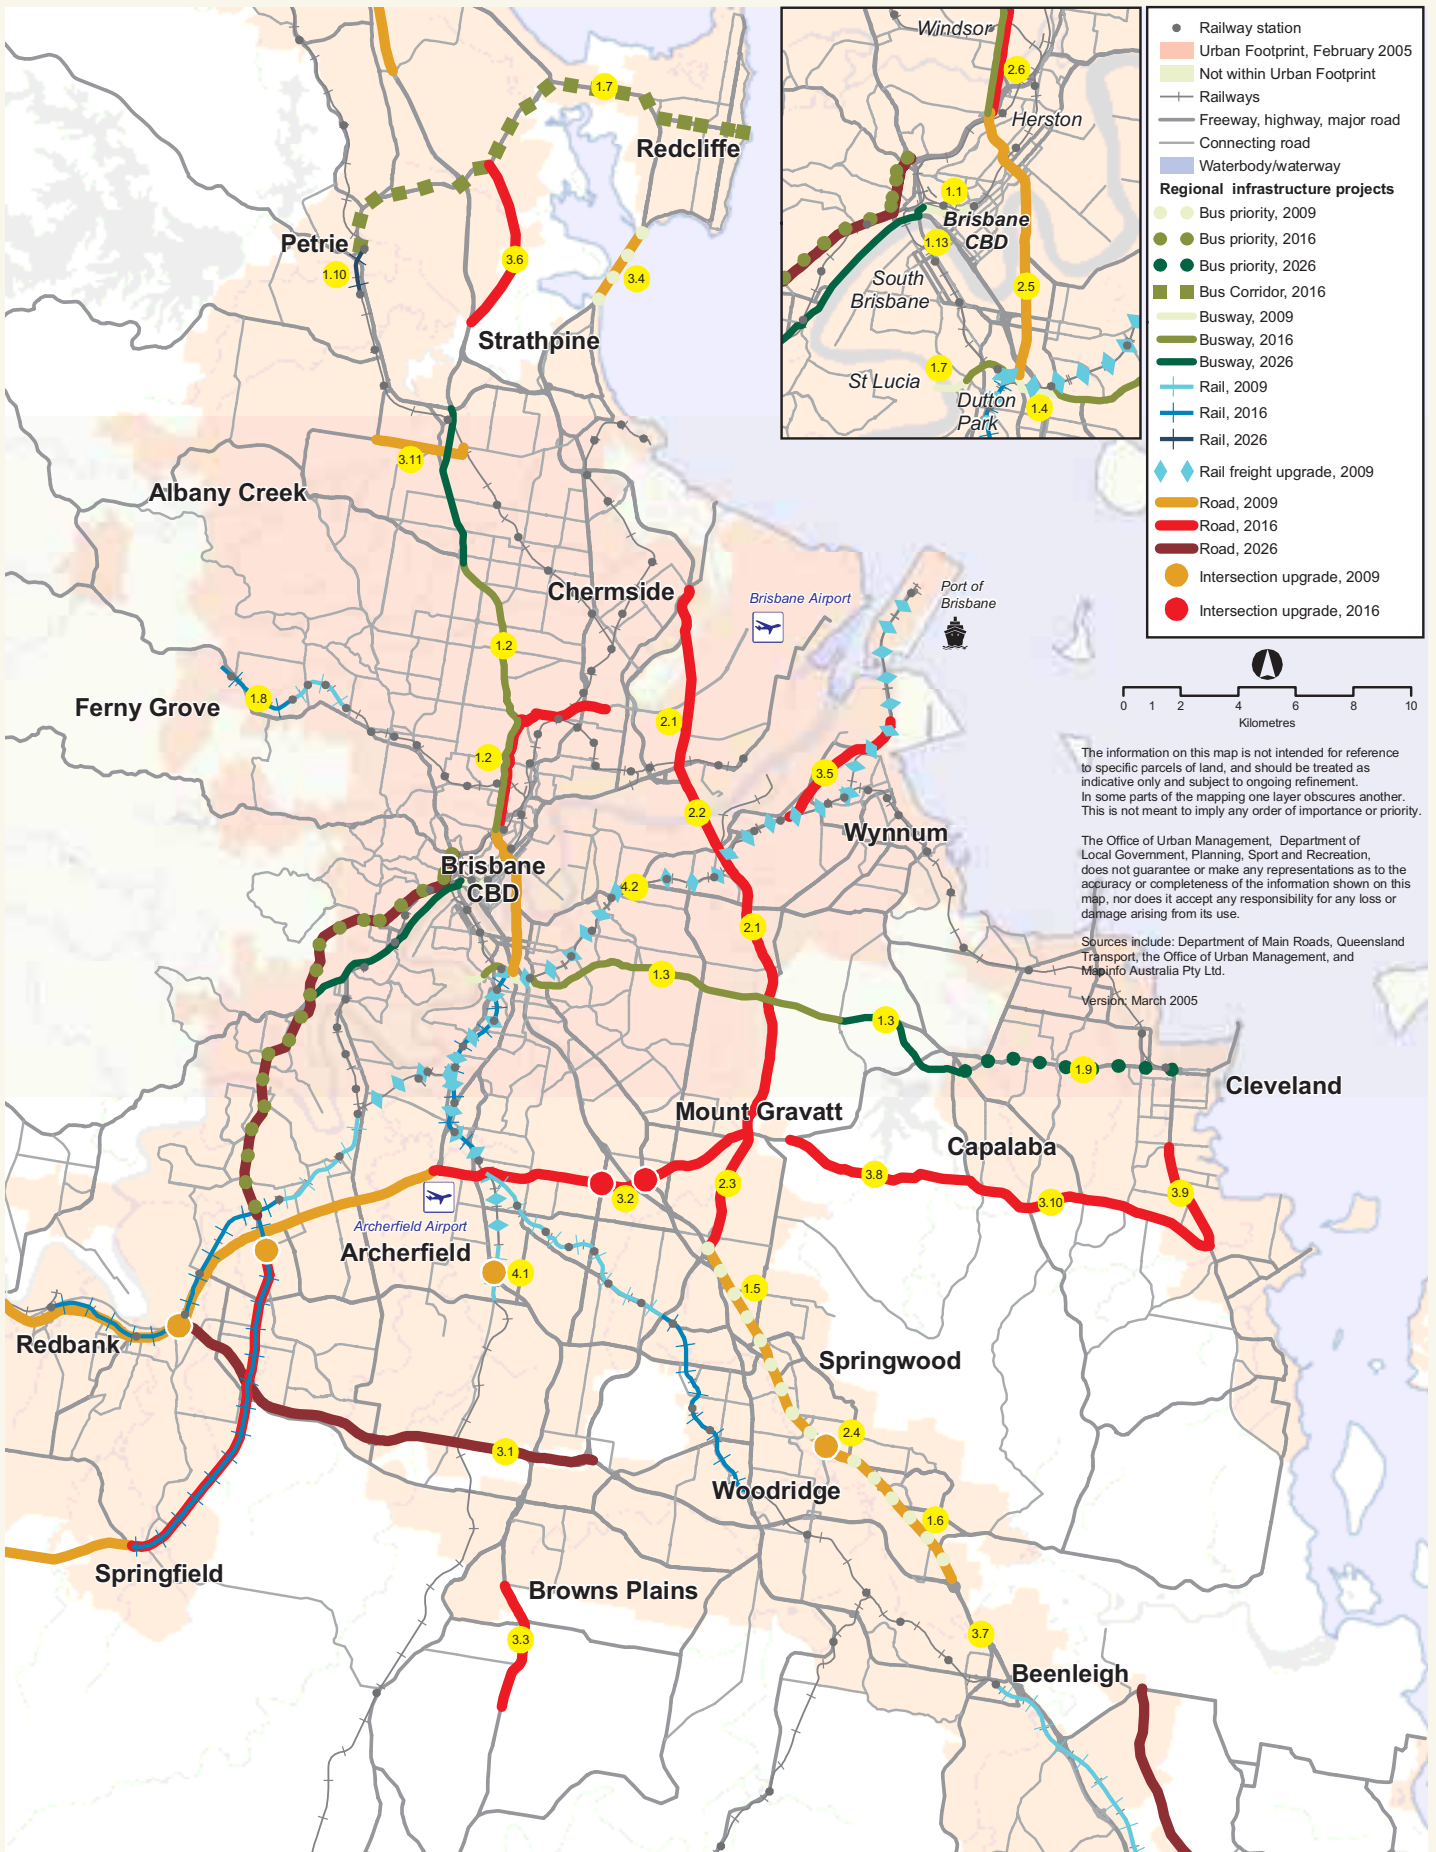 Windsor
2.6
Herston
1.1
Brisbane
CBD
1.13
South
Brisbane
2.5
1.7
St Lucia
Dutton
Park
1.4
Railway station
Urban Footprint, February 2005
Not within Urban Footprint
Railways
Freeway, highway, major road
Connecting road
Waterbody/waterway
Regional infrastructure projects
Bus priority, 2009
Bus priority, 2016
Bus priority, 2026
Bus Corridor, 2016
Busway, 2009
Busway, 2016
Busway, 2026
Rail, 2009
Rail, 2016
Rail, 2026
Rail freight upgrade, 2009
Road, 2009
Road, 2016
Road, 2026
Intersection upgrade, 2009
Intersection upgrade, 2016
0 1 2 4 6 8 10
Kilometres
The information on this map is not intended for reference
to specific parcels of land, and should be treated as
indicative only and subject to ongoing refinement.
In some parts of the mapping one layer obscures another.
This is not meant to imply any order of importance or priority.
The Office of Urban Management, Department of
Local Government, Planning, Sport and Recreation,
does not guarantee or make any representations as to the
accuracy or completeness of the information shown on this
map, nor does it accept any responsibility for any loss or
damage arising from its use.
Sources include: Department of Main Roads, Queensland
Transport, the Office of Urban Management, and
Mapinfo Australia Pty Ltd.
Version: March 2005
1.7
Redcliffe
Petrie
1.10
3.6
3.4
Strathpine
3.11
Albany Creek
Chermside
Brisbane Airport
Port of
Brisbane
1.2
Ferny Grove
1.8
2.1
1.2
3.5
2.2
Wynnum
Brisbane
CBD
4.2
2.1
1.3
1.3
1.9
Cleveland
Mount Gravatt
Capalaba
3.8
2.3
3.2
3.10
3.9
Archerfield Airport
Archerfield
4.1
1.5
Redbank
Springwood
2.4
3.1
Woodridge
1.6
Springfield
Browns Plains
3.3
3.7
Beenleigh